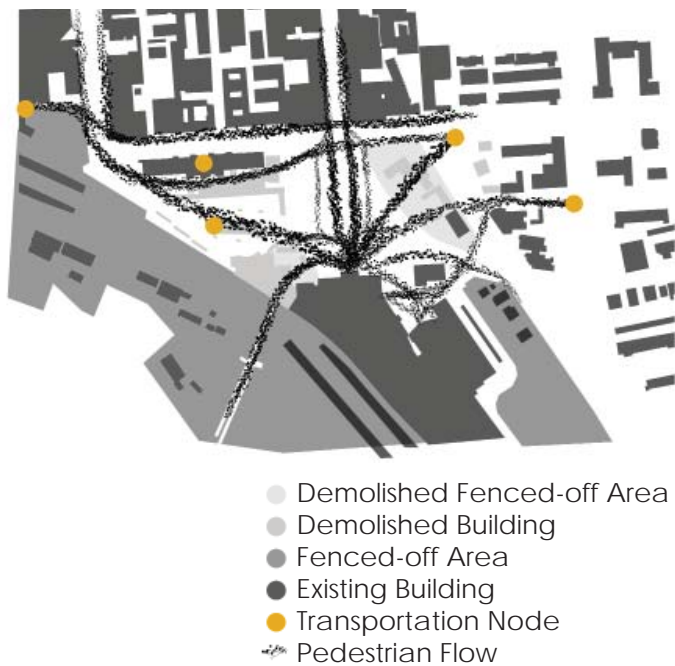 Demolished Fenced-off Area
Demolished Building
Fenced-off Area
Existing Building
Transportation Node
Pedestrian Flow